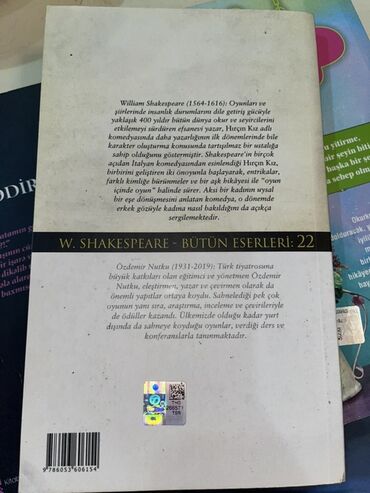 William Shakespeare (1564-1616): Oyunları ve
şiirlerinde insanlık durumlarını dile getiriş gücüyle
yaklaşık 400 yıldır bütün dünya okur ve seyircilerini
etkilemeyi sürdüren efsanevi yazar, Hırçın Kız adlı
komedyasında daha yazarlığının ilk dönemlerinde bile
karakter oluşturma konusunda tartışılmaz bir ustalığa
sahip olduğunu göstermiştir. Shakespeare'in birçok
açıdan İtalyan komedyasından esinlendiği Hırçın Kız,
birbirini geliştiren iki önoyunla başlayarak, entrikalar,
farklı kimliğe bürünmeler ve bir aşk hikâyesi ile "oyun
içinde oyun" halinde sürer. Aksi bir kadının uysal
bir eşe dönüşmesini anlatan komedya, o dönemde
erkek gözüyle kadına nasıl bakıldığını da açıkça
sergilemektedir.
W. SHAKESPEARE - BÜTÜN ESERLERİ: 22
Özdemir Nutku (1931-2019): Türk tiyatrosuna
büyük katkıları olan eğitimci ve yönetmen Özdemir
Nutku, eleştirmen, yazar ve çevirmen olarak da
önemli yapıtlar ortaya koydu. Sahnelediği pek çok
oyunun yanı sıra, araştırma, inceleme ve çevirileriyle
de ödüller kazandı. Ülkemizde olduğu kadar yurt
dışında da sahneye koyduğu oyunlar, verdiği ders ve
konferanslarla tanınmaktadır.
9 786053 606154